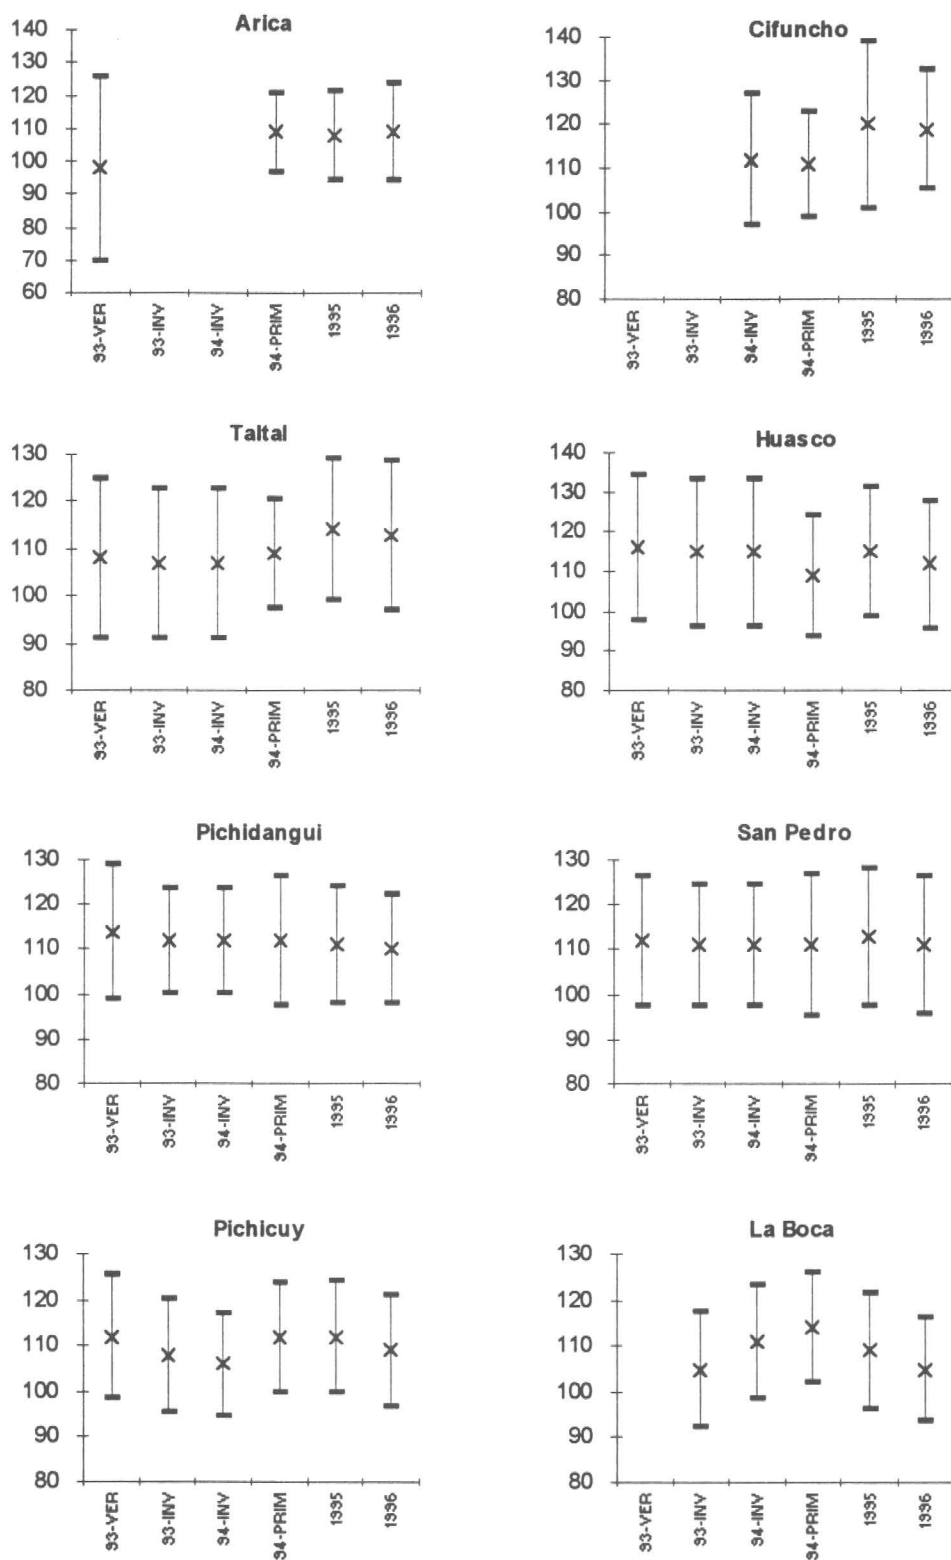 Arica
140
130
120
110
100
90
80
70
60
93-VER
93-INV
94-INV
94-PRIM
1995
1996
Cifuncho
140
130
120
110
100
90
80
93-VER
93-INV
94-INV
94-PRIM
1995
1996
Taltal
130
120
110
100
90
80
93-VER
93-INV
94-INV
94-PRIM
1995
1996
Huasco
140
130
120
110
100
90
80
93-VER
93-INV
94-INV
94-PRIM
1995
1996
Pichidangui
130
120
110
100
90
80
93-VER
93-INV
94-INV
94-PRIM
1995
1996
San Pedro
130
120
110
100
90
80
93-VER
93-INV
94-INV
94-PRIM
1995
1996
Pichicuy
130
120
110
100
90
80
93-VER
93-INV
94-INV
94-PRIM
1995
1996
La Boca
130
120
110
100
90
80
93-VER
93-INV
94-INV
94-PRIM
1995
1996